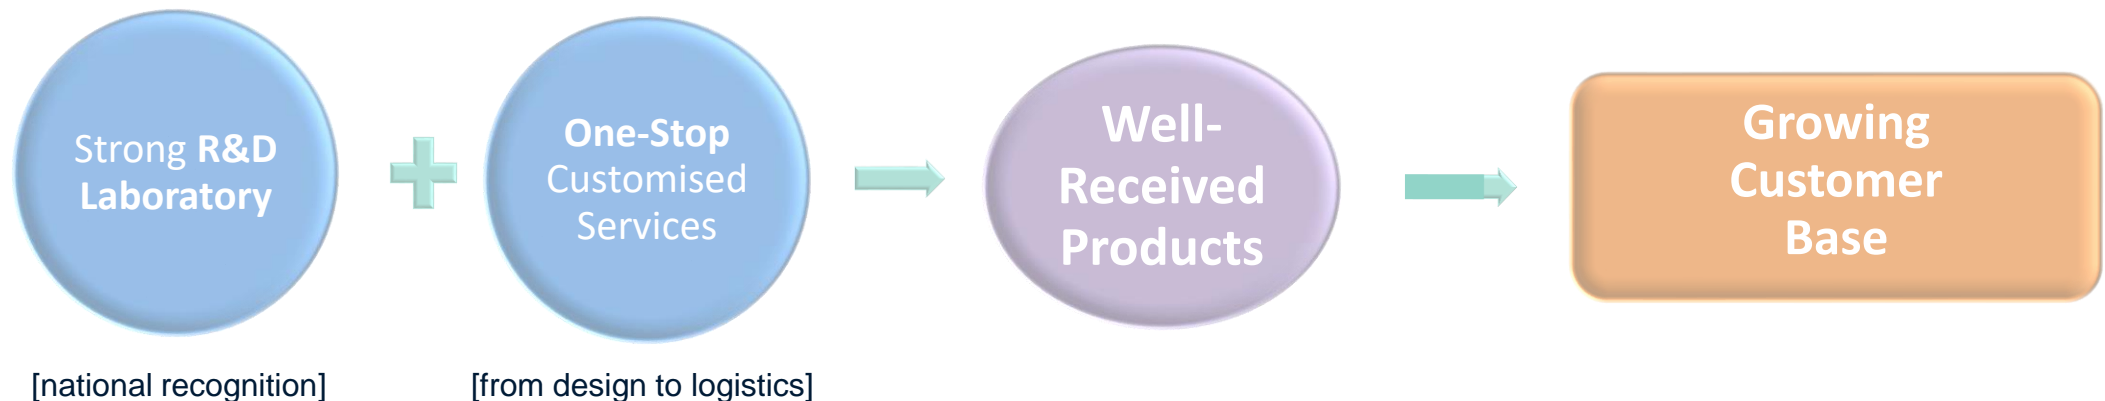 Strong R&D
Laboratory
One-Stop
Customised
Services
Well-
Received
Products
Growing
Customer
Base
[national recognition]
[from design to logistics]